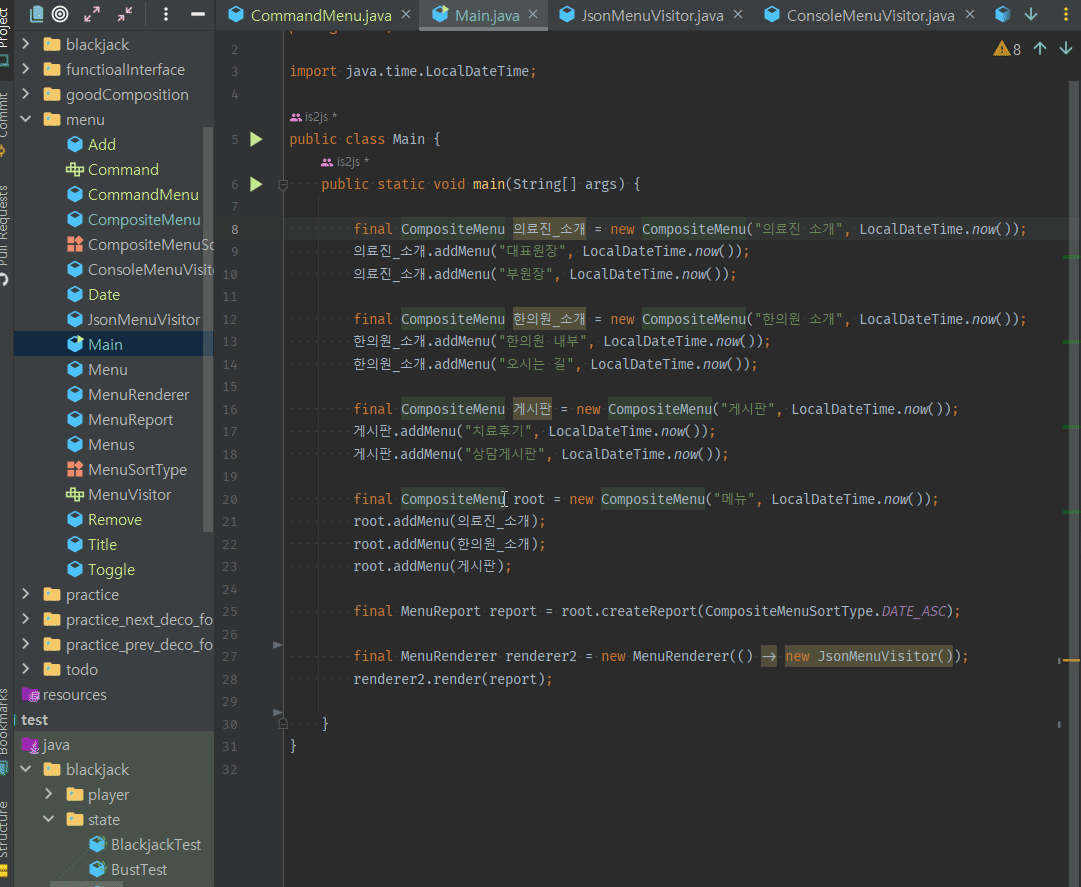 CommandMenu.java
Main.java
JsonMenuVisitor.java
ConsoleMenuVisitor.java
Project
Commit
Pull Requests
Bookmarks
Structure
blackjack
functioalInterface
goodComposition
menu
Add
Command
CommandMenu
CompositeMenu
CompositeMenuSo
ConsoleMenuVisit
Date
JsonMenuVisitor
Main
Menu
MenuRenderer
MenuReport
Menus
MenuSortType
MenuVisitor
Remove
Title
Toggle
practice
practice_next_deco_fo
practice_prev_deco_fo
todo
resources
test
java
blackjack
player
state
BlackjackTest
BustTest
8
2
3 import java.time.LocalDateTime;
4
is2js *
5 public class Main {
is2js *
6 public static void main(String[] args) {
7
8 final CompositeMenu 의료진_소개 = new CompositeMenu("의료진 소개", LocalDateTime.now());
9 의료진_소개.addMenu("대표원장", LocalDateTime.now());
10 의료진_소개.addMenu("부원장", LocalDateTime.now());
11
12 final CompositeMenu 한의원_소개 = new CompositeMenu("한의원 소개", LocalDateTime.now());
13 한의원_소개.addMenu("한의원 내부", LocalDateTime.now());
14 한의원_소개.addMenu("오시는 길", LocalDateTime.now());
15
16 final CompositeMenu 게시판 = new CompositeMenu("게시판", LocalDateTime.now());
17 게시판.addMenu("치료후기", LocalDateTime.now());
18 게시판.addMenu("상담게시판", LocalDateTime.now());
19
20 final CompositeMenu root = new CompositeMenu("메뉴", LocalDateTime.now());
21 root.addMenu(의료진_소개);
22 root.addMenu(한의원_소개);
23 root.addMenu(게시판);
24
25 final MenuReport report = root.createReport(CompositeMenuSortType.DATE_ASC);
26
27 final MenuRenderer renderer2 = new MenuRenderer(() → new JsonMenuVisitor());
28 renderer2.render(report);
29
30 }
31 }
32